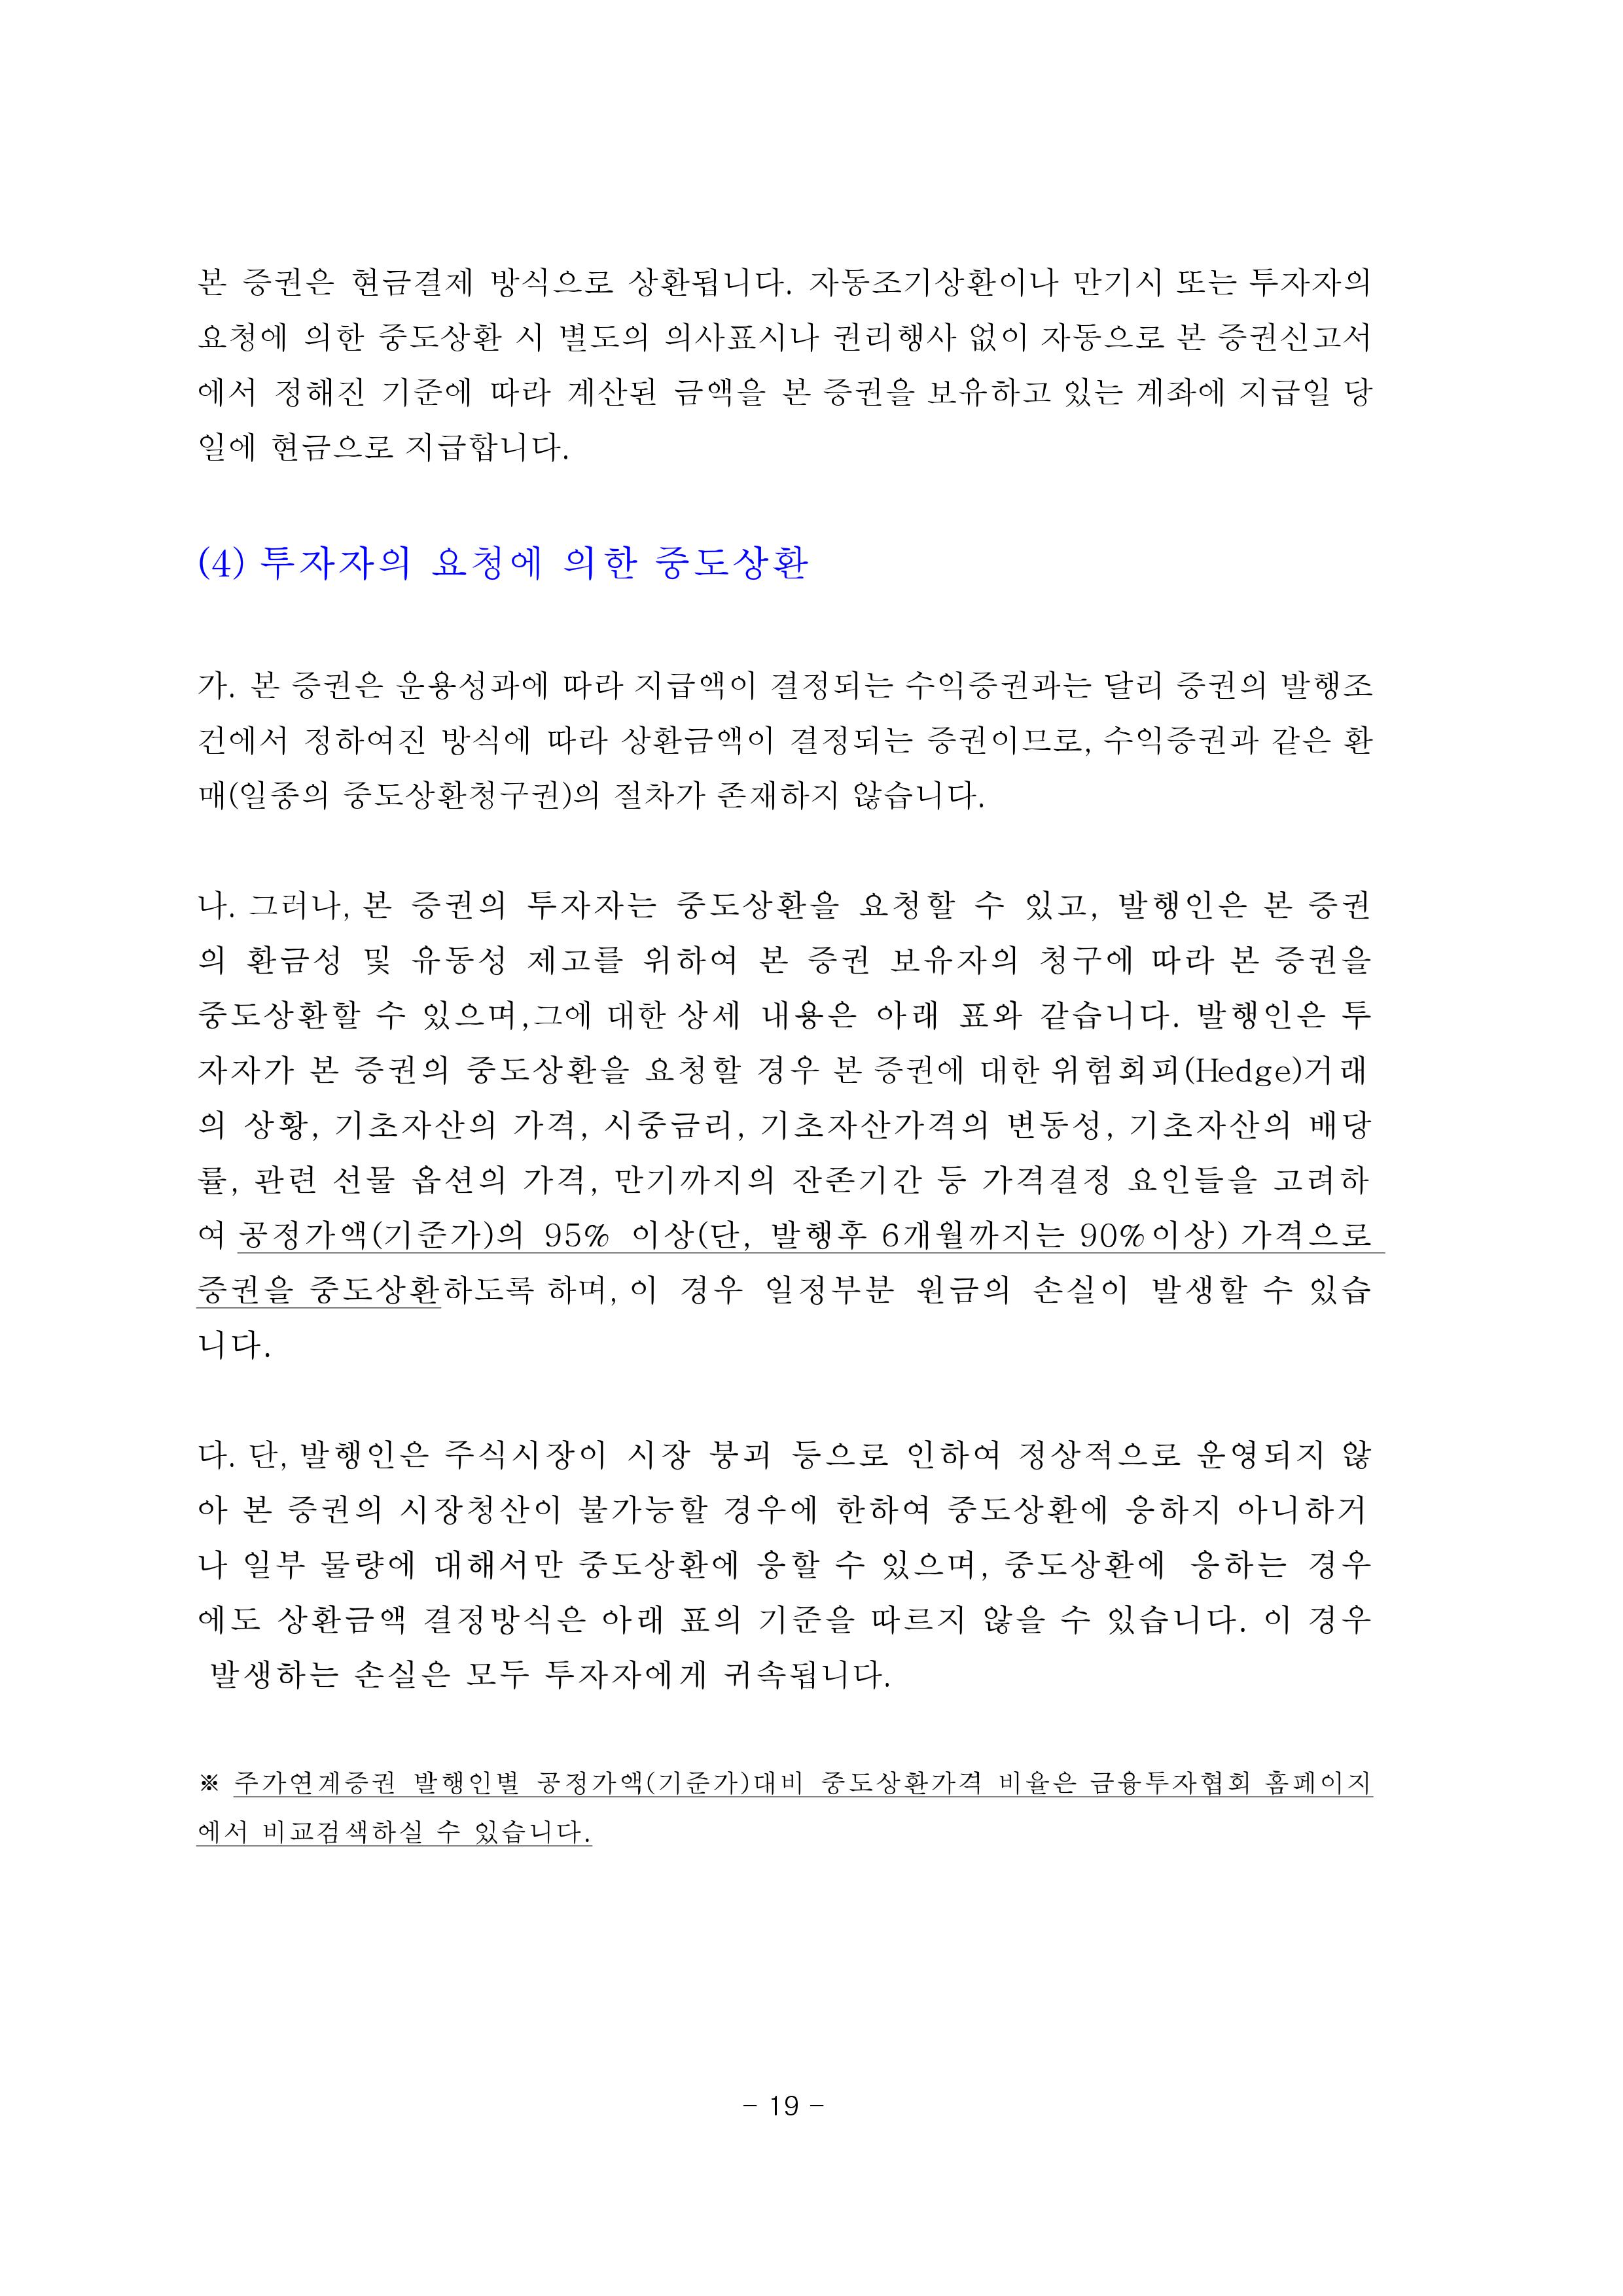 본 증권은 현금결제 방식으로 상환됩니다. 자동조기상환이나 만기시 또는 투자자의
요청에 의한 중도상환 시 별도의 의사표시나 권리행사 없이 자동으로 본 증권신고서
에서 정해진 기준에 따라 계산된 금액을 본 증권을 보유하고 있는 계좌에 지급일 당
일에 현금으로 지급합니다.
(4) 투자자의 요청에 의한 중도상환
가. 본 증권은 운용성과에 따라 지급액이 결정되는 수익증권과는 달리 증권의 발행조
건에서 정하여진 방식에 따라 상환금액이 결정되는 증권이므로, 수익증권과 같은 환
매(일종의 중도상환청구권)의 절차가 존재하지 않습니다.
나. 그러나, 본 증권의 투자자는 중도상환을 요청할 수 있고, 발행인은 본 증권
의 환금성 및 유동성 제고를 위하여 본 증권 보유자의 청구에 따라 본 증권을
중도상환할 수 있으며,그에 대한 상세 내용은 아래 표와 같습니다. 발행인은 투
자자가 본 증권의 중도상환을 요청할 경우 본 증권에 대한 위험회피(Hedge)거래
의 상황, 기초자산의 가격, 시중금리, 기초자산가격의 변동성, 기초자산의 배당
률, 관련 선물 옵션의 가격, 만기까지의 잔존기간 등 가격결정 요인들을 고려하
여 공정가액(기준가)의 95% 이상(단, 발행후 6개월까지는 90%이상) 가격으로
증권을 중도상환하도록 하며, 이 경우 일정부분 원금의 손실이 발생할 수 있습
니다.
다. 단, 발행인은 주식시장이 시장 붕괴 등으로 인하여 정상적으로 운영되지 않
아 본 증권의 시장청산이 불가능할 경우에 한하여 중도상환에 응하지 아니하거
나 일부 물량에 대해서만 중도상환에 응할 수 있으며, 중도상환에 응하는 경우
에도 상환금액 결정방식은 아래 표의 기준을 따르지 않을 수 있습니다. 이 경우
발생하는 손실은 모두 투자자에게 귀속됩니다.
※ 주가연계증권 발행인별 공정가액(기준가)대비 중도상환가격 비율은 금융투자협회 홈페이지
에서 비교검색하실 수 있습니다.
- 19 -